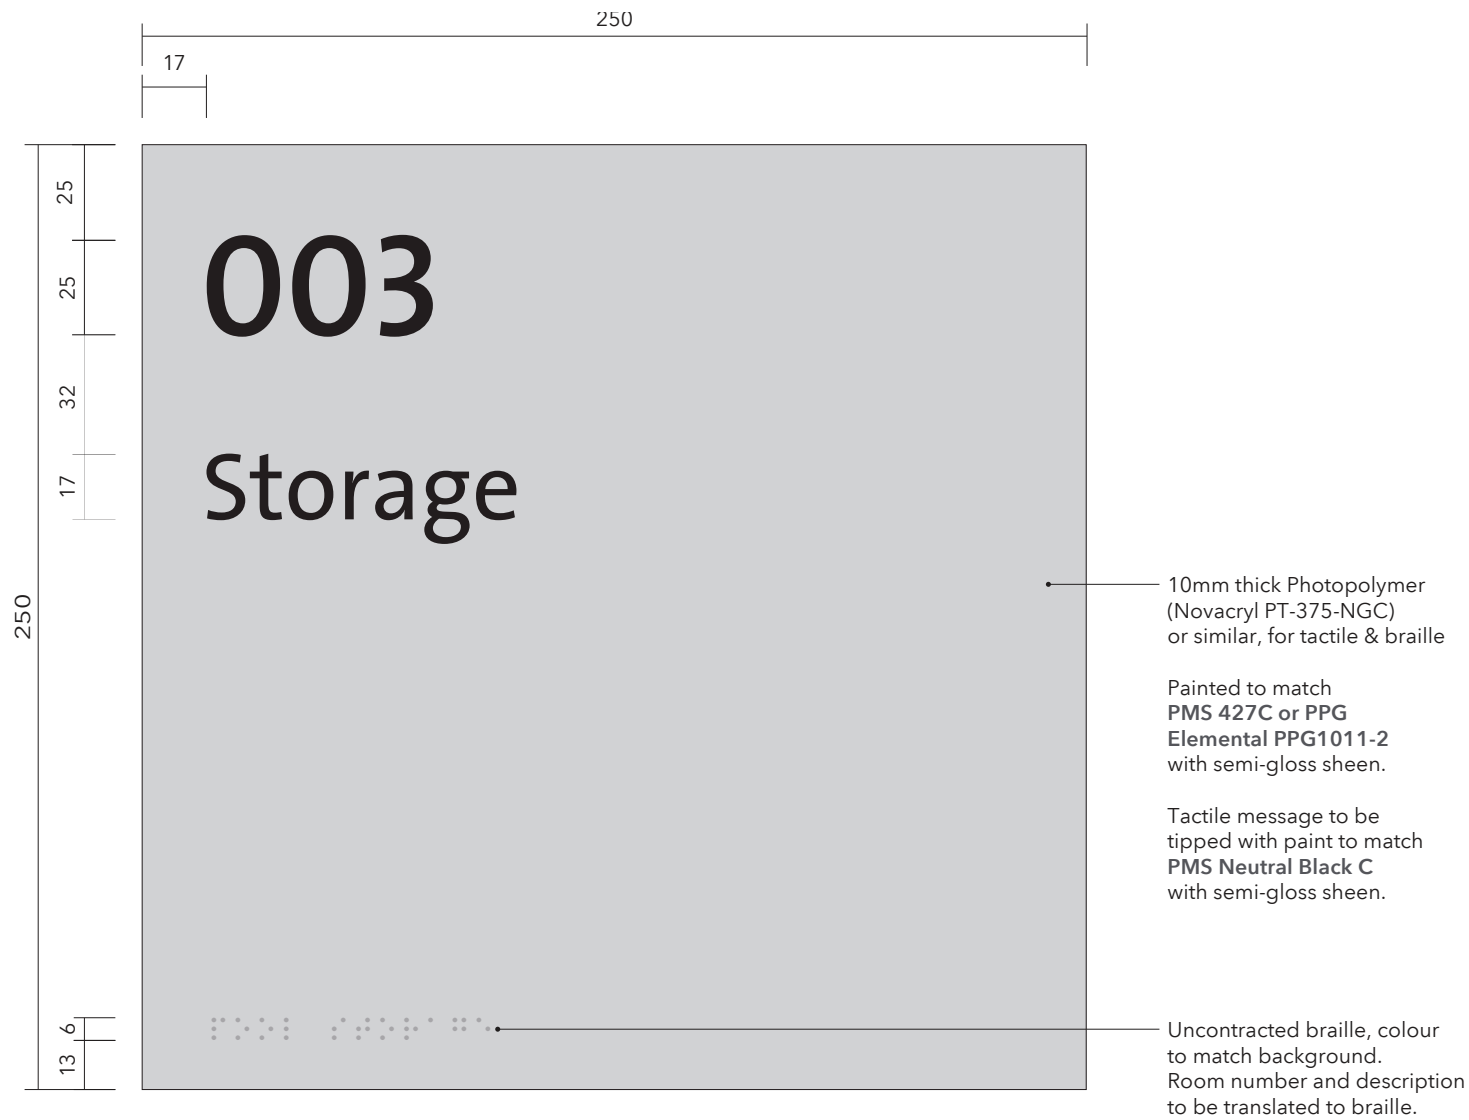 250
17
25
003
25
32
Storage
17
250
10mm thick Photopolymer
(Novacryl PT-375-NGC)
or similar, for tactile & braille
Painted to match
PMS 427C or PPG
Elemental PPG1011-2
with semi-gloss sheen.
Tactile message to be
tipped with paint to match
PMS Neutral Black C
with semi-gloss sheen.
6
13
Uncontracted braille, colour
to match background.
Room number and description
to be translated to braille.